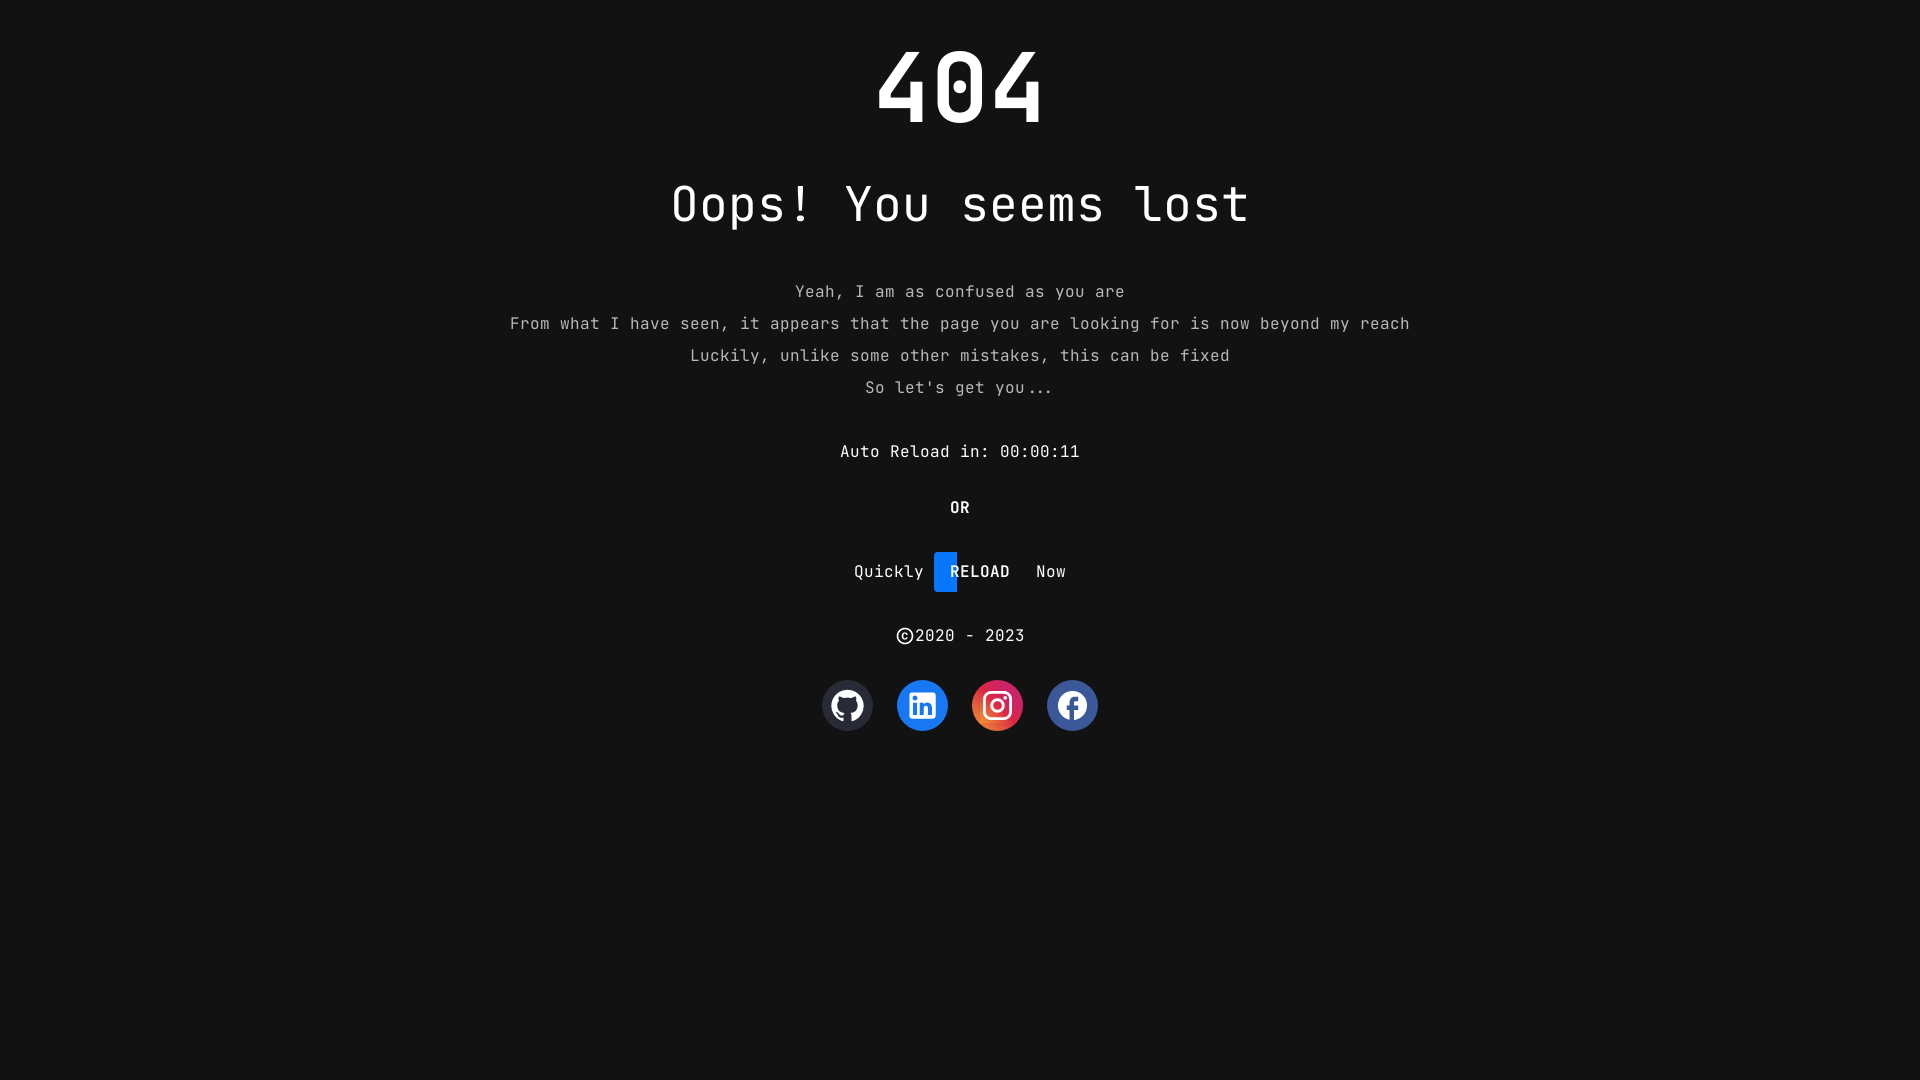 404
Oops! You seems lost
Yeah, I am as confused as you are
From what I have seen, it appears that the page you are looking for is now beyond my reach
Luckily, unlike some other mistakes, this can be fixed
So let's get you...
Auto Reload in: 00:00:11
OR
Quickly RELOAD Now
©2020 - 2023